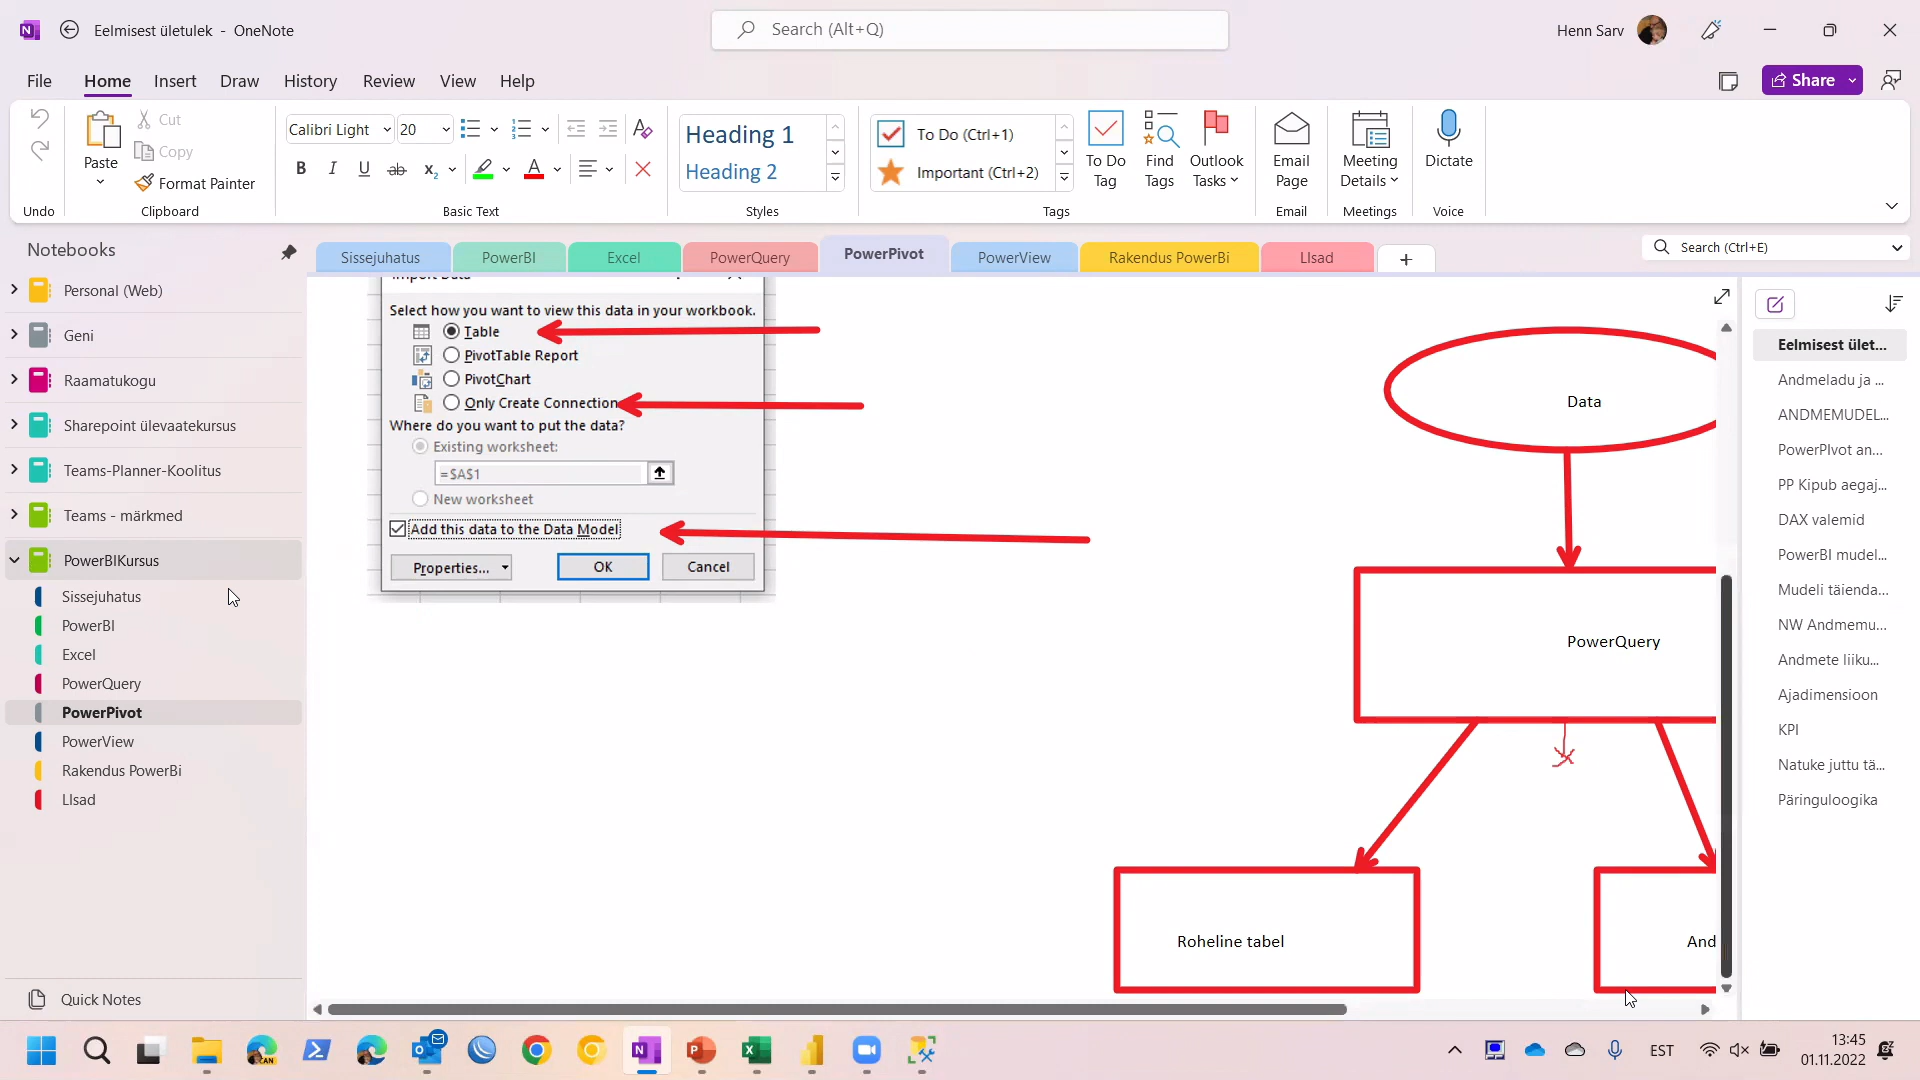 Eelmisest ületulek - OneNote
Search (Alt+Q)
Henn Sarv
File Home Insert Draw History Review View Help
Share
Cut
Copy
Paste
Format Painter
Undo
Clipboard
Calibri Light 20
B I U ab x2 A A
Basic Text
Heading 1
Heading 2
Styles
To Do (Ctrl+1)
Important (Ctrl+2)
To Do
Tag
Find
Tags
Outlook
Tasks
Tags
Email
Page
Email
Meeting
Details
Meetings
Dictate
Voice
Notebooks
Personal (Web)
Geni
Raamatukogu
Sharepoint ülevaatekursus
Teams-Planner-Koolitus
Teams - märkmed
PowerBIKursus
Sissejuhatus
PowerBI
Excel
PowerQuery
PowerPivot
PowerView
Rakendus PowerBi
LIsad
Quick Notes
Sissejuhatus PowerBI Excel PowerQuery PowerPivot PowerView Rakendus PowerBi LIsad +
Search (Ctrl+E)
Import Data
Select how you want to view this data in your workbook.
Table
PivotTable Report
PivotChart
Only Create Connection
Where do you want to put the data?
Existing worksheet:
=$A$1
New worksheet
Add this data to the Data Model
Properties... OK Cancel
Data
PowerQuery
Roheline tabel
And
Eelmisest ület...
Andmeladu ja ...
ANDMEMUDEL...
PowerPIvot an...
PP Kipub aegaj...
DAX valemid
PowerBI mudel...
Mudeli täienda...
NW Andmemu...
Andmete liiku...
Ajadimensioon
KPI
Natuke juttu tä...
Päringuloogika
CAN
EST
13:45
01.11.2022